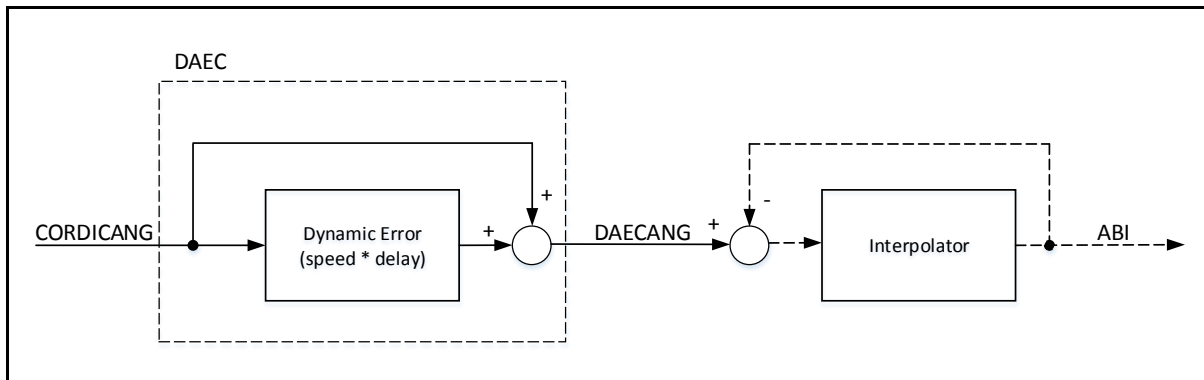 DAEC
+
-
CORDICANG
Dynamic Error
(speed * delay)
+
DAECANG
+
Interpolator
ABI